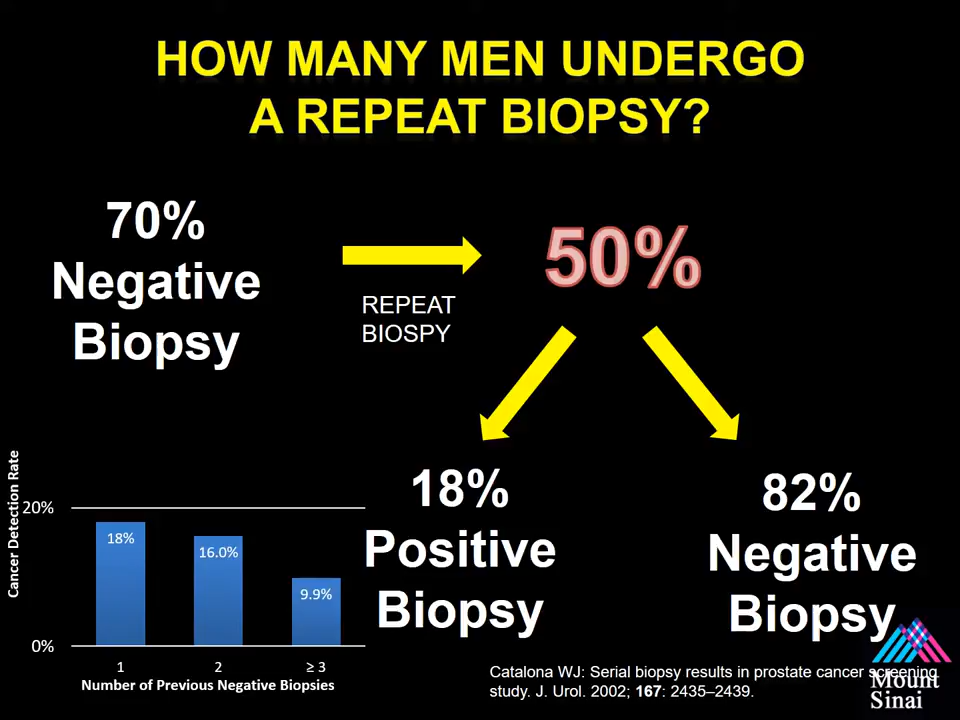 HOW MANY MEN UNDERGO
A REPEAT BIOPSY?
70%
Negative
Biopsy
REPEAT
BIOSPY
50%
18%
Positive
Biopsy
82%
Negative
Biopsy
Cancer Detection Rate
20%
0%
18%
16.0%
9.9%
1
2
≥ 3
Number of Previous Negative Biopsies
Catalona WJ: Serial biopsy results in prostate cancer screening
study. J. Urol. 2002; 167: 2435–2439.
Mount
Sinai